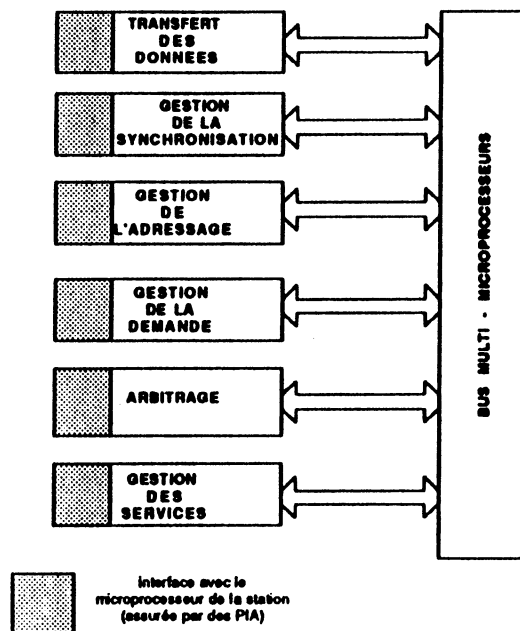 TRANSFERT
DES
DONNEES
GESTION
DE LA
SYNCHRONISATION
GESTION
DE
L'ADRESSAGE
GESTION
DE LA
DEMANDE
ARBITRAGE
GESTION
DES
SERVICES
BUS MULTI - MICROPROCESSEURS
interface avec le
microprocesseur de la station
(assurée par des PIA)